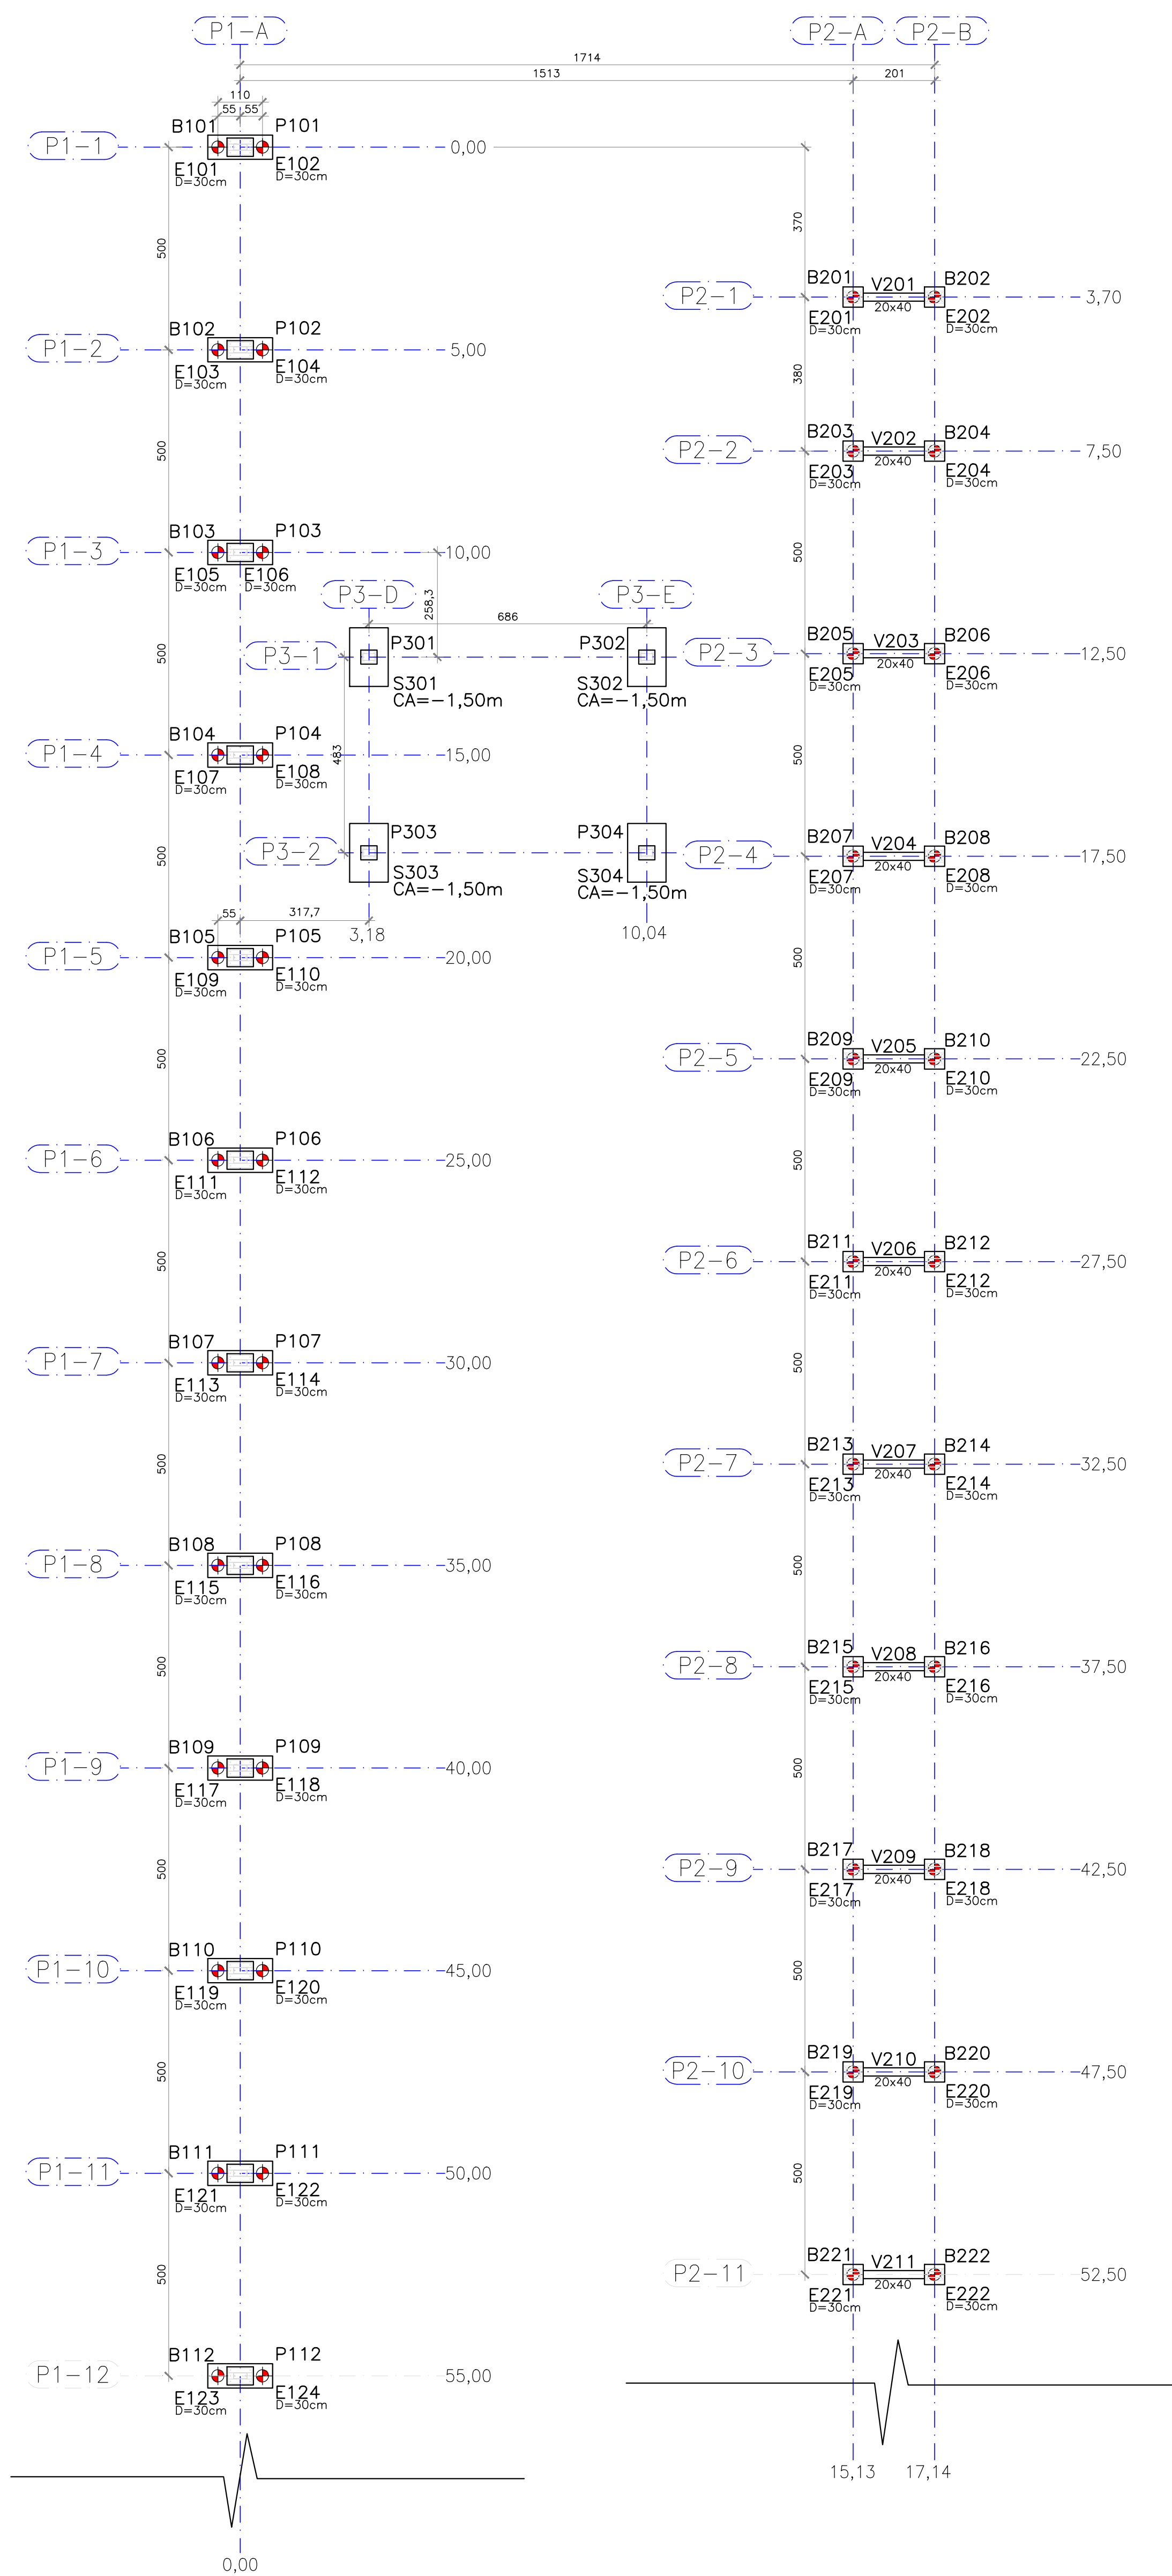 P1-A
P2-A
P2-B
1714
1513
201
110
55
55
B101
P101
P1-1
0,00
E101
D=30cm
E102
D=30cm
370
500
P2-1
B201
V201
20x40
B202
3,70
E201
D=30cm
E202
D=30cm
B102
P102
P1-2
5,00
E103
D=30cm
E104
D=30cm
380
500
P2-2
B203
V202
20x40
B204
7,50
E203
D=30cm
E204
D=30cm
B103
P103
P1-3
10,00
500
E105
D=30cm
E106
D=30cm
P3-D
258,3
P3-E
686
500
P3-1
P301
P302
P2-3
B205
V203
20x40
B206
12,50
S301
CA=-1,50m
S302
CA=-1,50m
E205
D=30cm
E206
D=30cm
B104
P104
P1-4
483
15,00
500
E107
D=30cm
E108
D=30cm
500
P3-2
P303
P304
P2-4
B207
V204
20x40
B208
17,50
S303
CA=-1,50m
S304
CA=-1,50m
E207
D=30cm
E208
D=30cm
55
317,7
3,18
10,04
B105
P105
P1-5
20,00
500
E109
D=30cm
E110
D=30cm
500
P2-5
B209
V205
20x40
B210
22,50
E209
D=30cm
E210
D=30cm
B106
P106
P1-6
25,00
500
E111
D=30cm
E112
D=30cm
500
P2-6
B211
V206
20x40
B212
27,50
E211
D=30cm
E212
D=30cm
B107
P107
P1-7
30,00
500
E113
D=30cm
E114
D=30cm
500
P2-7
B213
V207
20x40
B214
32,50
E213
D=30cm
E214
D=30cm
B108
P108
P1-8
35,00
500
E115
D=30cm
E116
D=30cm
500
P2-8
B215
V208
20x40
B216
37,50
E215
D=30cm
E216
D=30cm
B109
P109
P1-9
40,00
500
E117
D=30cm
E118
D=30cm
500
P2-9
B217
V209
20x40
B218
42,50
E217
D=30cm
E218
D=30cm
B110
P110
P1-10
45,00
500
E119
D=30cm
E120
D=30cm
500
P2-10
B219
V210
20x40
B220
47,50
E219
D=30cm
E220
D=30cm
B111
P111
P1-11
50,00
500
E121
D=30cm
E122
D=30cm
500
P2-11
B221
V211
20x40
B222
52,50
E221
D=30cm
E222
D=30cm
B112
P112
P1-12
55,00
E123
D=30cm
E124
D=30cm
15,13
17,14
0,00